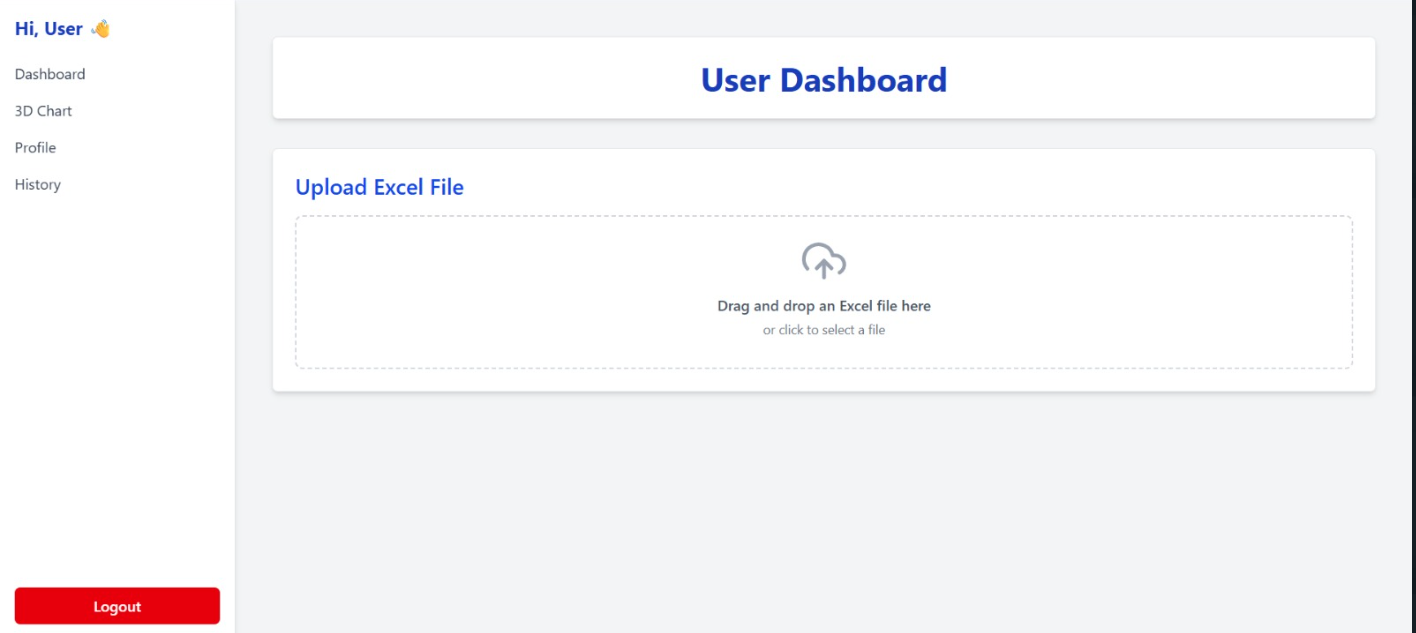 Hi, User 👋
Dashboard
3D Chart
Profile
History
Logout
User Dashboard
Upload Excel File
Drag and drop an Excel file here
or click to select a file